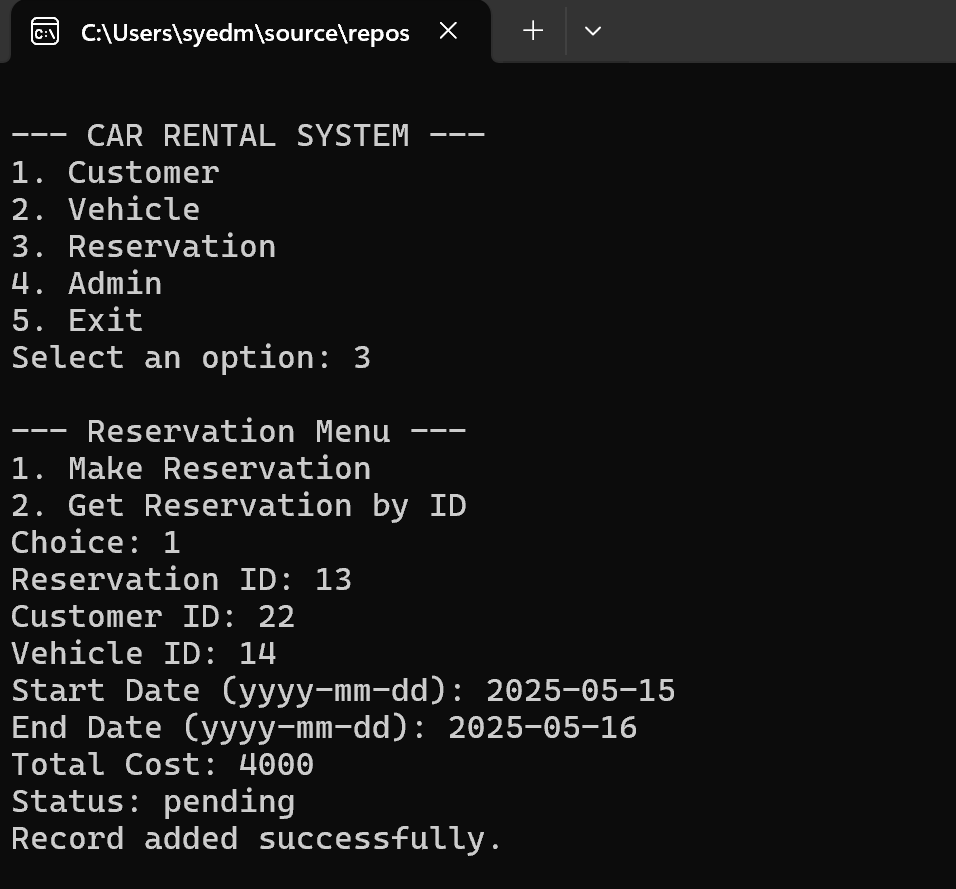 C:\Users\syedm\source\repos
--- CAR RENTAL SYSTEM ---
1. Customer
2. Vehicle
3. Reservation
4. Admin
5. Exit
Select an option: 3
--- Reservation Menu ---
1. Make Reservation
2. Get Reservation by ID
Choice: 1
Reservation ID: 13
Customer ID: 22
Vehicle ID: 14
Start Date (yyyy-mm-dd): 2025-05-15
End Date (yyyy-mm-dd): 2025-05-16
Total Cost: 4000
Status: pending
Record added successfully.